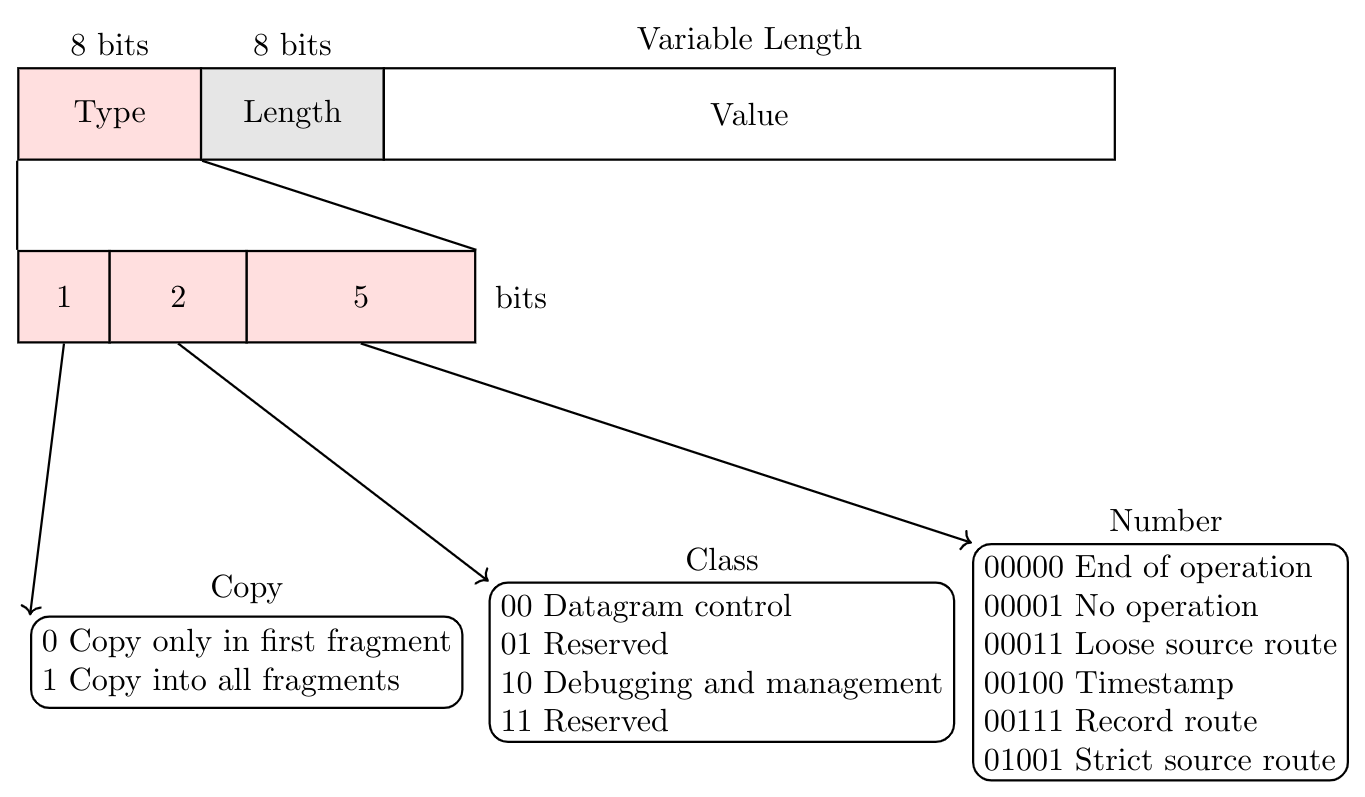 8 bits
8 bits
Variable Length
Type
Length
Value
1
2
5
bits
Copy
0 Copy only in first fragment
1 Copy into all fragments
Class
00 Datagram control
01 Reserved
10 Debugging and management
11 Reserved
Number
00000 End of operation
00001 No operation
00011 Loose source route
00100 Timestamp
00111 Record route
01001 Strict source route